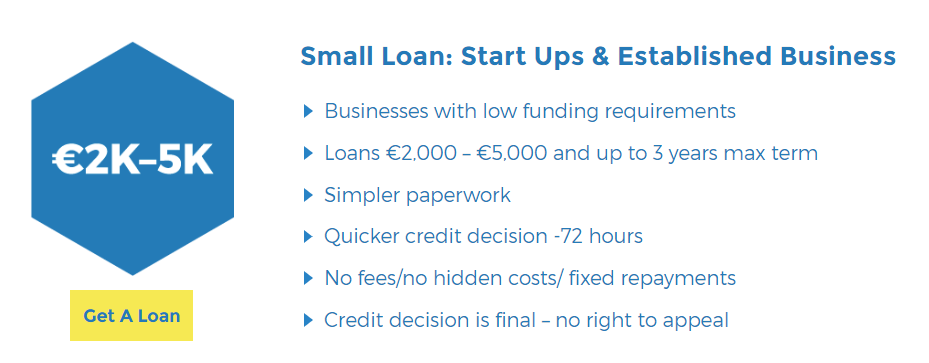 Small Loan: Start Ups & Established Business
€2K–5K
Businesses with low funding requirements
Loans €2,000 – €5,000 and up to 3 years max term
Simpler paperwork
Quicker credit decision -72 hours
No fees/no hidden costs/ fixed repayments
Credit decision is final – no right to appeal
Get A Loan